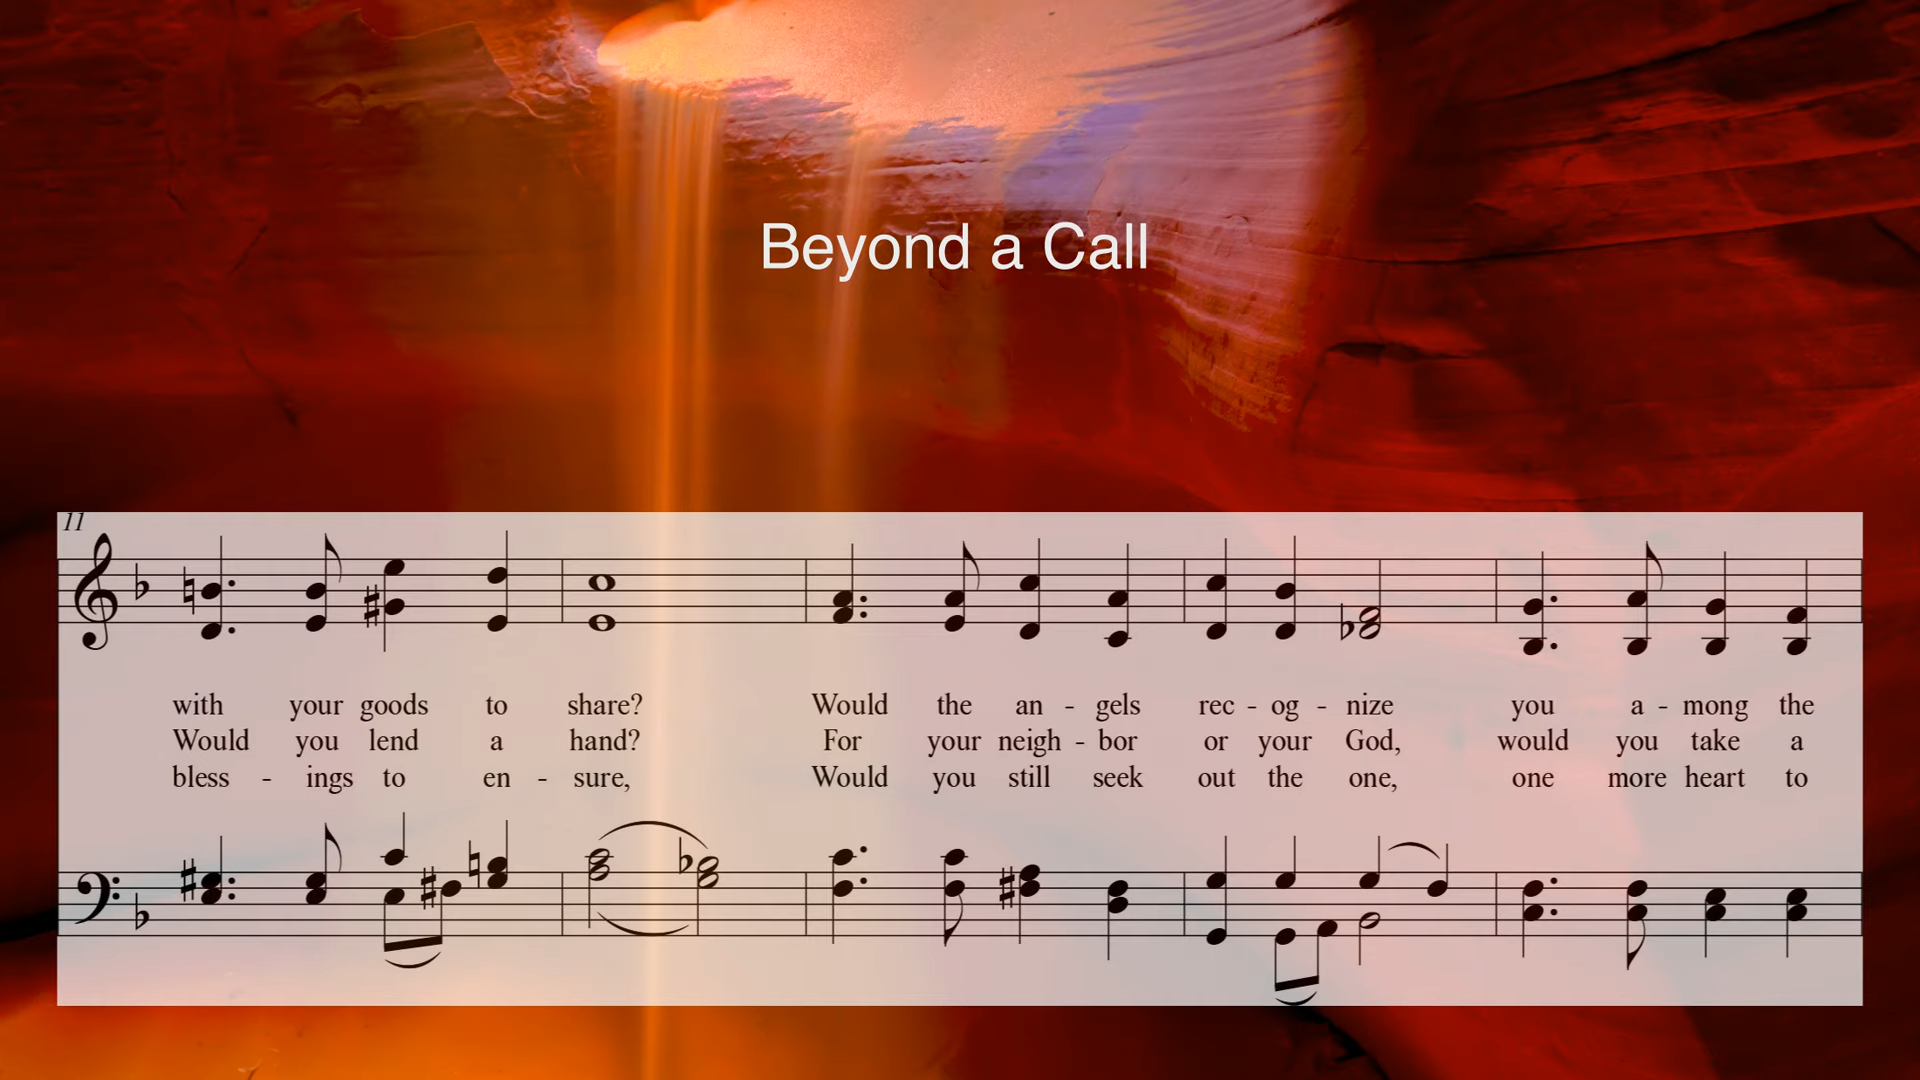 Beyond a Call
11
with your goods to share? Would the an - gels rec - og - nize you a - mong the
Would you lend a hand? For your neigh - bor or your God, would you take a
bless - ings to en - sure, Would you still seek out the one, one more heart to